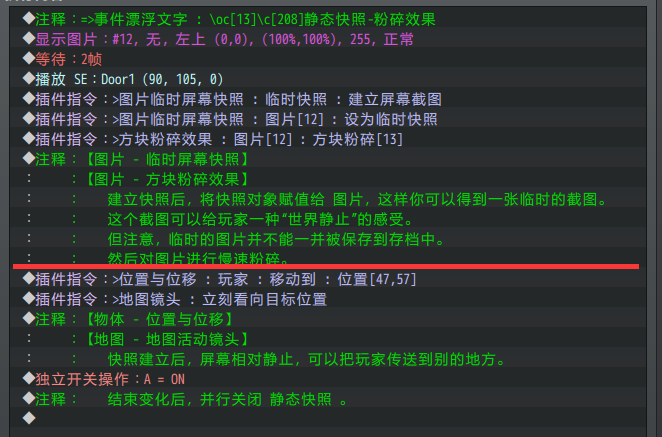 ◆注释：=>事件漂浮文字 : \oc[13]\c[208]静态快照-粉碎效果
◆显示图片：#12, 无, 左上 (0,0), (100%,100%), 255, 正常
◆等待：2帧
◆播放 SE：Door1 (90, 105, 0)
◆插件指令：>图片临时屏幕快照 : 临时快照 : 建立屏幕截图
◆插件指令：>图片临时屏幕快照 : 图片[12] : 设为临时快照
◆插件指令：>方块粉碎效果 : 图片[12] : 方块粉碎[13]
◆注释：【图片 - 临时屏幕快照】
：　　：【图片 - 方块粉碎效果】
：　　：　　建立快照后，将快照对象赋值给 图片，这样你可以得到一张临时的截图。
：　　：　　这个截图可以给玩家一种“世界静止”的感受。
：　　：　　但注意，临时的图片并不能一并被保存到存档中。
：　　：　　然后对图片进行慢速粉碎。
◆插件指令：>位置与位移 : 玩家 : 移动到 : 位置[47,57]
◆插件指令：>地图镜头 : 立刻看向目标位置
◆注释：【物体 - 位置与位移】
：　　：【地图 - 地图活动镜头】
：　　：　　快照建立后，屏幕相对静止，可以把玩家传送到别的地方。
◆独立开关操作：A = ON
◆注释：　　结束变化后，并行关闭 静态快照 。
◆